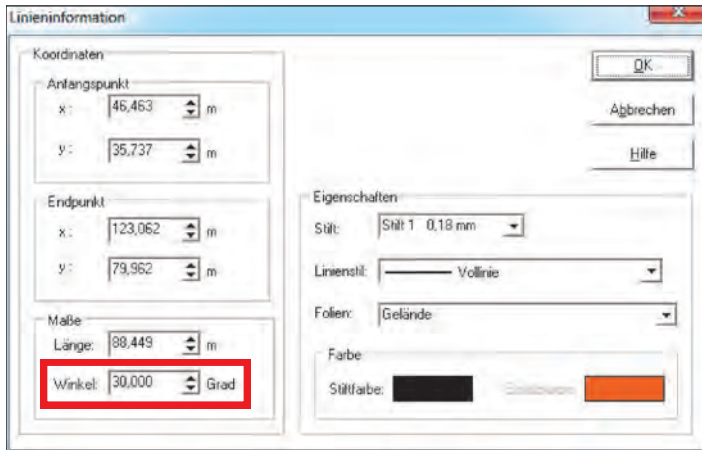 Linieninformation
Koordinaten
Anfangspunkt
x: 46,463 m
y: 35,737 m
Endpunkt
x: 123,062 m
y: 79,962 m
Maße
Länge: 88,449 m
Winkel: 30,000 Grad
OK
Abbrechen
Hilfe
Eigenschaften
Stift: Stift 1 0,18 mm
Linienstil: Vollinie
Folien: Gelände
Farbe
Stiftfarbe: